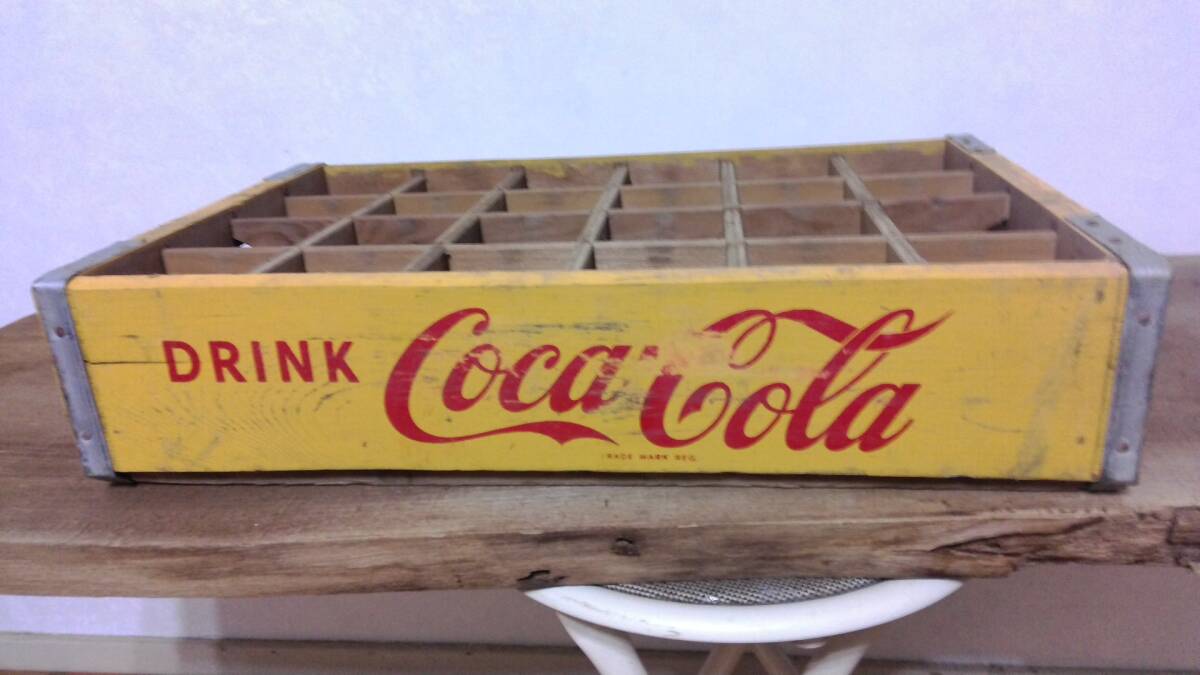 DRINK Coca-Cola
TRADE MARK REG.